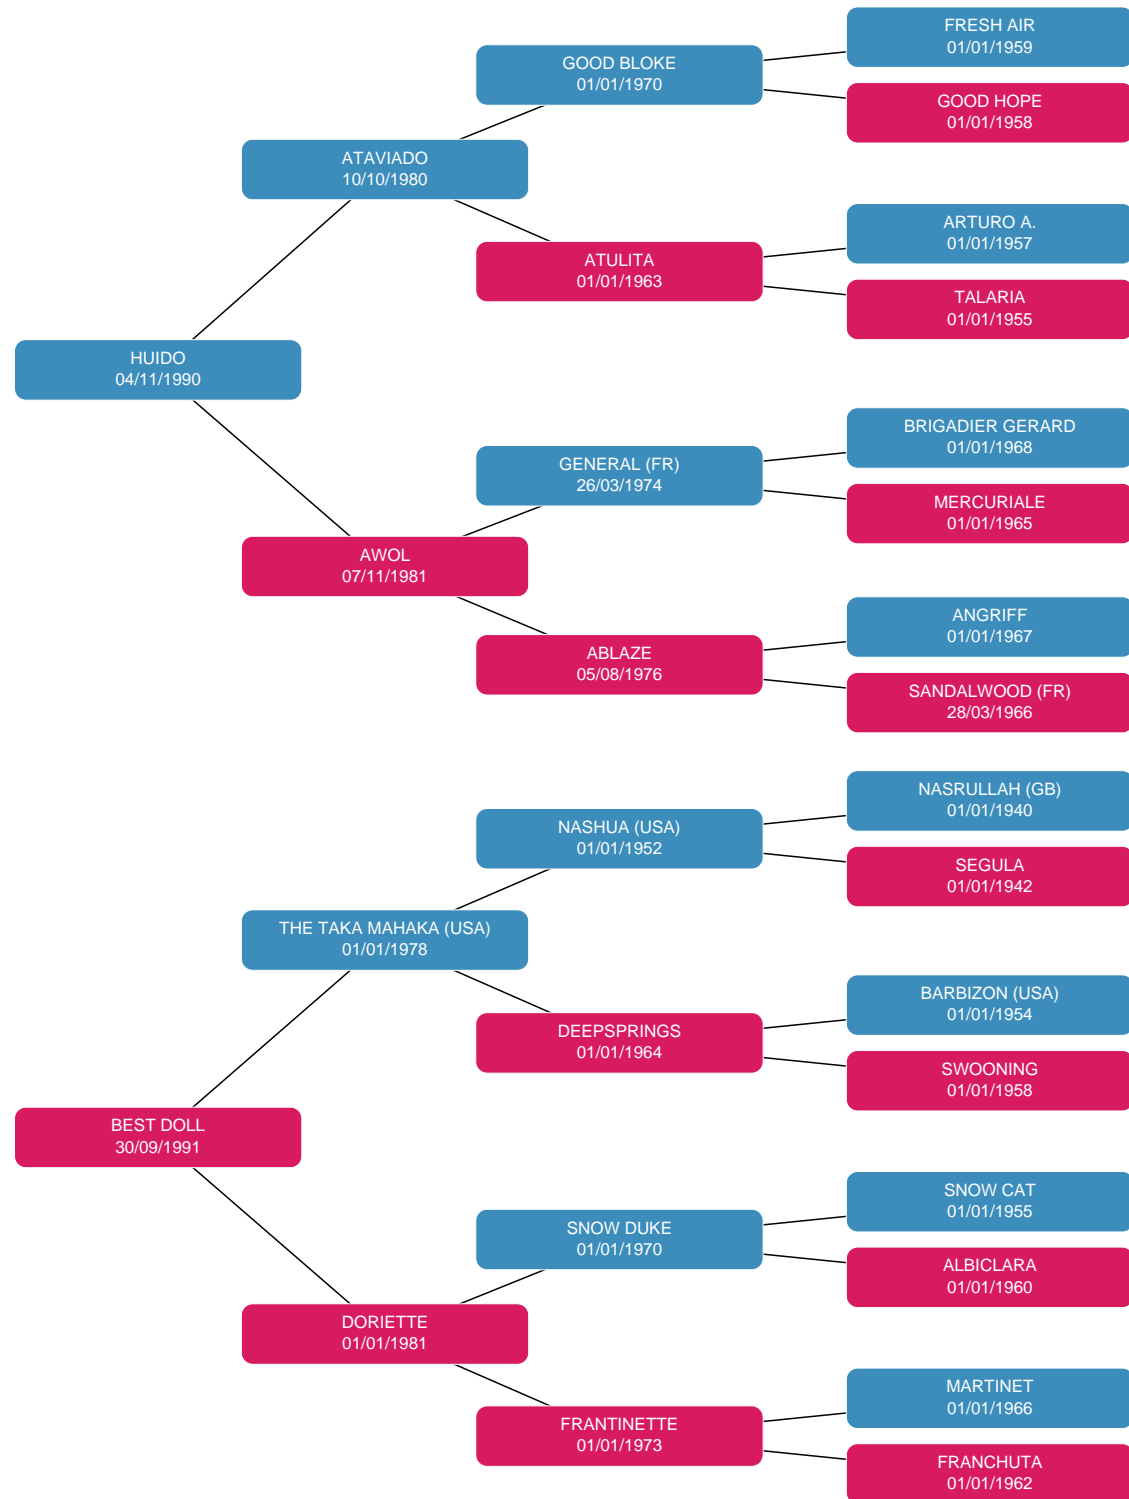 FRESH AIR
01/01/1959
GOOD BLOKE
01/01/1970
GOOD HOPE
01/01/1958
ATAVIADO
10/10/1980
ARTURO A.
01/01/1957
ATULITA
01/01/1963
TALARIA
01/01/1955
HUIDO
04/11/1990
BRIGADIER GERARD
01/01/1968
GENERAL (FR)
26/03/1974
MERCURIALE
01/01/1965
AWOL
07/11/1981
ANGRIFF
01/01/1967
ABLAZE
05/08/1976
SANDALWOOD (FR)
28/03/1966
NASRULLAH (GB)
01/01/1940
NASHUA (USA)
01/01/1952
SEGULA
01/01/1942
THE TAKA MAHAKA (USA)
01/01/1978
BARBIZON (USA)
01/01/1954
DEEPSPRINGS
01/01/1964
SWOONING
01/01/1958
BEST DOLL
30/09/1991
SNOW CAT
01/01/1955
SNOW DUKE
01/01/1970
ALBICLARA
01/01/1960
DORIETTE
01/01/1981
MARTINET
01/01/1966
FRANTINETTE
01/01/1973
FRANCHUTA
01/01/1962